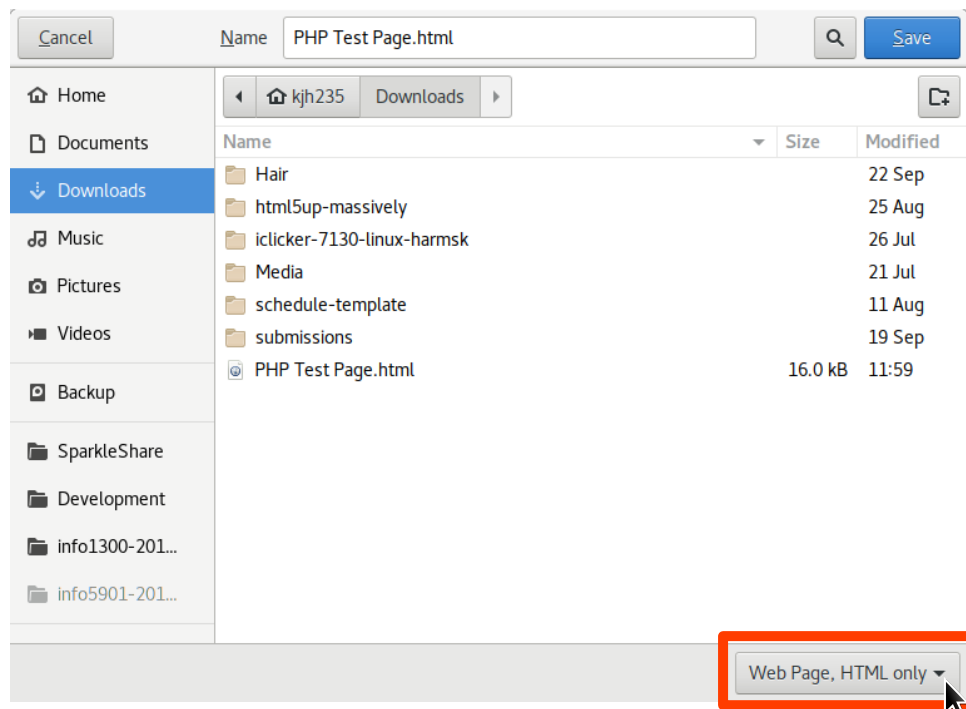 Cancel Name PHP Test Page.html Save
Home
Documents
Downloads
Music
Pictures
Videos
Backup
SparkleShare
Development
info1300-201...
info5901-201...
kjh235 Downloads
Name Size Modified
Hair 22 Sep
html5up-massively 25 Aug
iclicker-7130-linux-harmsk 26 Jul
Media 21 Jul
schedule-template 11 Aug
submissions 19 Sep
PHP Test Page.html 16.0 kB 11:59
Web Page, HTML only